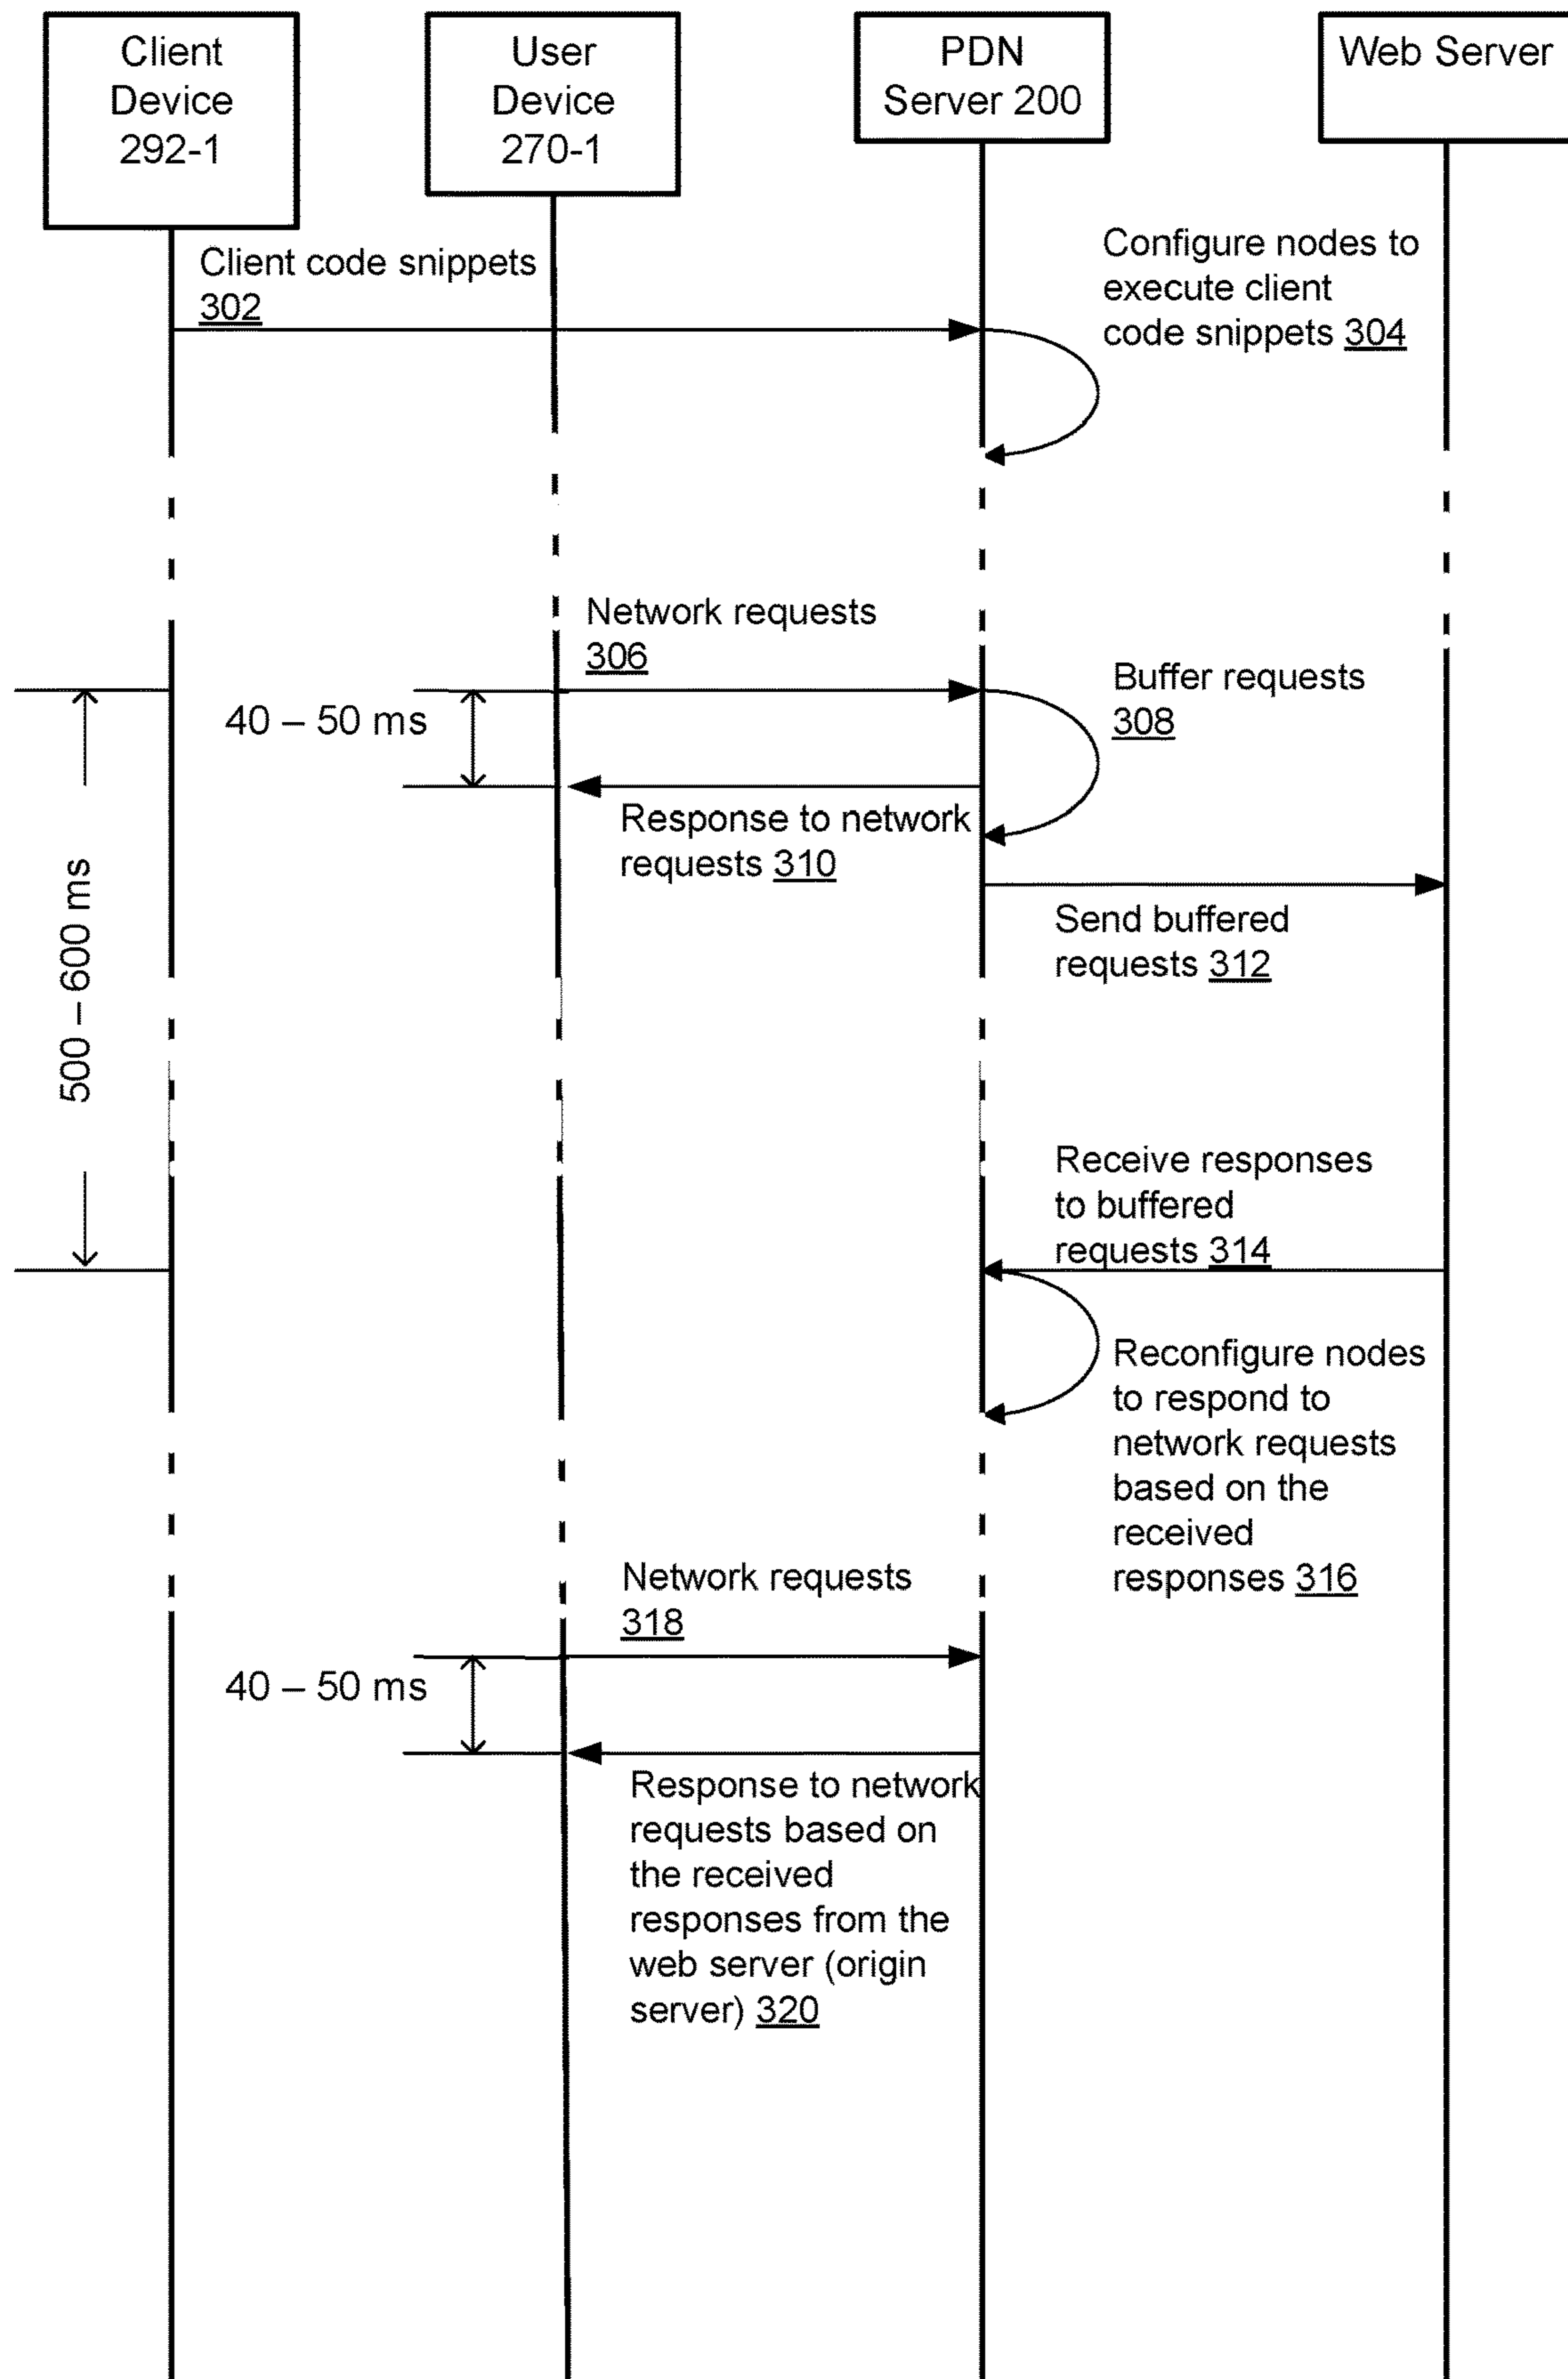 Client
Device
292-1
User
Device
270-1
PDN
Server 200
Web Server
Client code snippets
302
Configure nodes to
execute client
code snippets 304
Network requests
306
40 – 50 ms
Buffer requests
308
Response to network
requests 310
500 – 600 ms
Send buffered
requests 312
Receive responses
to buffered
requests 314
Reconfigure nodes
to respond to
network requests
based on the
received
responses 316
Network requests
318
40 – 50 ms
Response to network
requests based on
the received
responses from the
web server (origin
server) 320